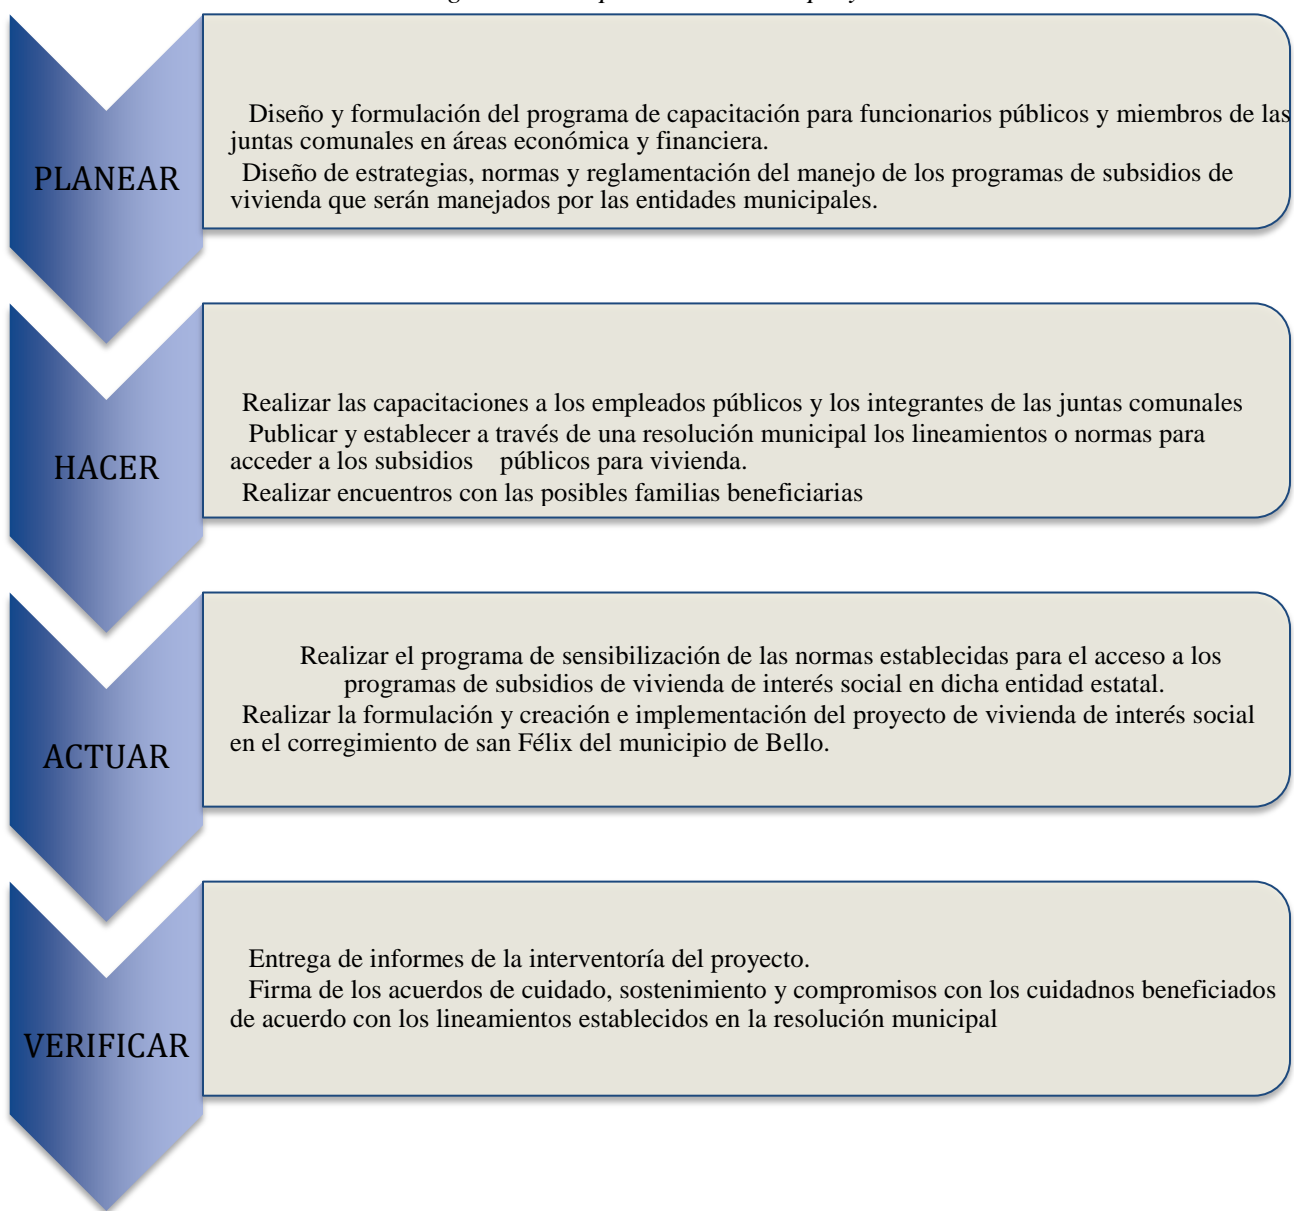 PLANEAR
Diseño y formulación del programa de capacitación para funcionarios públicos y miembros de las
juntas comunales en áreas económica y financiera.
Diseño de estrategias, normas y reglamentación del manejo de los programas de subsidios de
vivienda que serán manejados por las entidades municipales.
HACER
Realizar las capacitaciones a los empleados públicos y los integrantes de las juntas comunales
Publicar y establecer a través de una resolución municipal los lineamientos o normas para
acceder a los subsidios públicos para vivienda.
Realizar encuentros con las posibles familias beneficiarias
ACTUAR
Realizar el programa de sensibilización de las normas establecidas para el acceso a los
programas de subsidios de vivienda de interés social en dicha entidad estatal.
Realizar la formulación y creación e implementación del proyecto de vivienda de interés social
en el corregimiento de san Félix del municipio de Bello.
VERIFICAR
Entrega de informes de la interventoría del proyecto.
Firma de los acuerdos de cuidado, sostenimiento y compromisos con los cuidadnos beneficiados
de acuerdo con los lineamientos establecidos en la resolución municipal